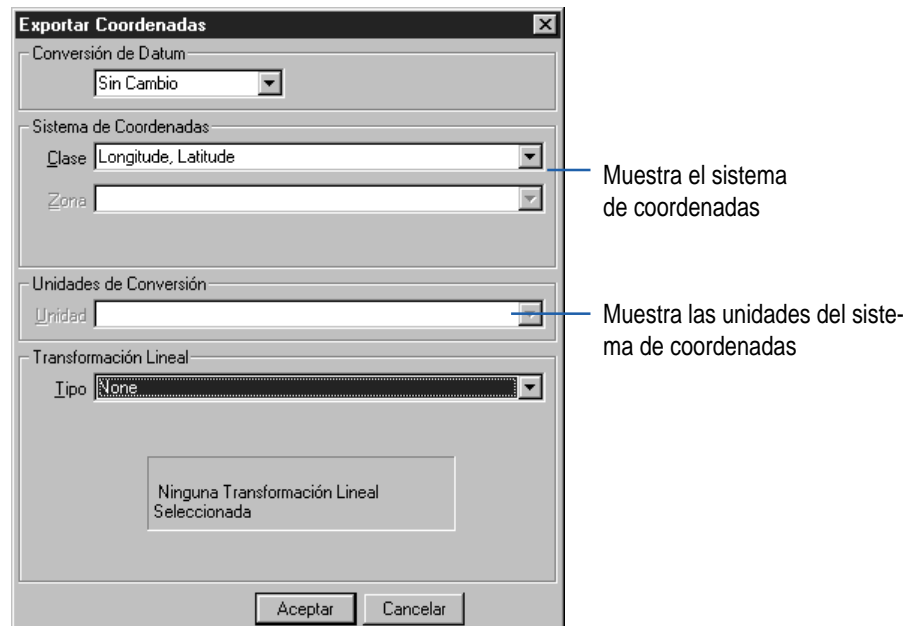 Exportar Coordenadas
Conversión de Datum
Sin Cambio
Sistema de Coordenadas
Clase Longitude, Latitude
Zona
Muestra el sistema
de coordenadas
Unidades de Conversión
Unidad
Muestra las unidades del siste-
ma de coordenadas
Transformación Lineal
Tipo None
Ninguna Transformación Lineal
Seleccionada
Aceptar Cancelar